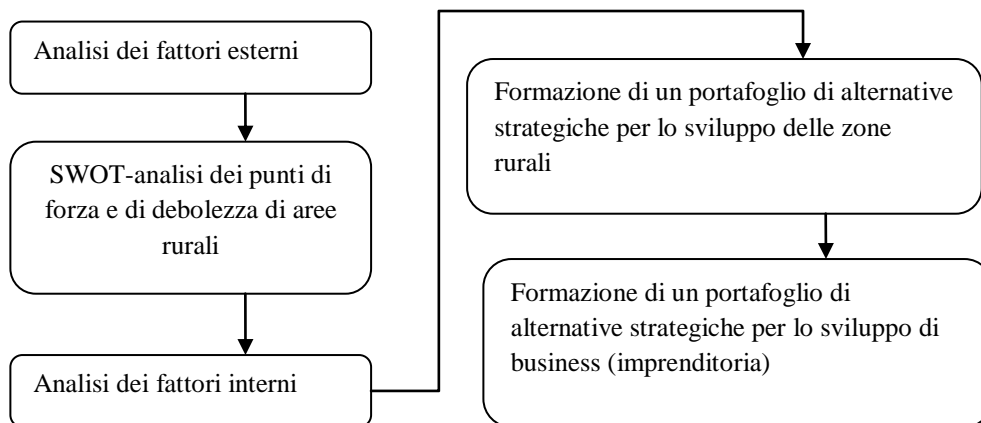 Analisi dei fattori esterni
SWOT-analisi dei punti di
forza e di debolezza di aree
rurali
Analisi dei fattori interni
Formazione di un portafoglio di alternative
strategiche per lo sviluppo delle zone
rurali
Formazione di un portafoglio di
alternative strategiche per lo sviluppo di
business (imprenditoria)